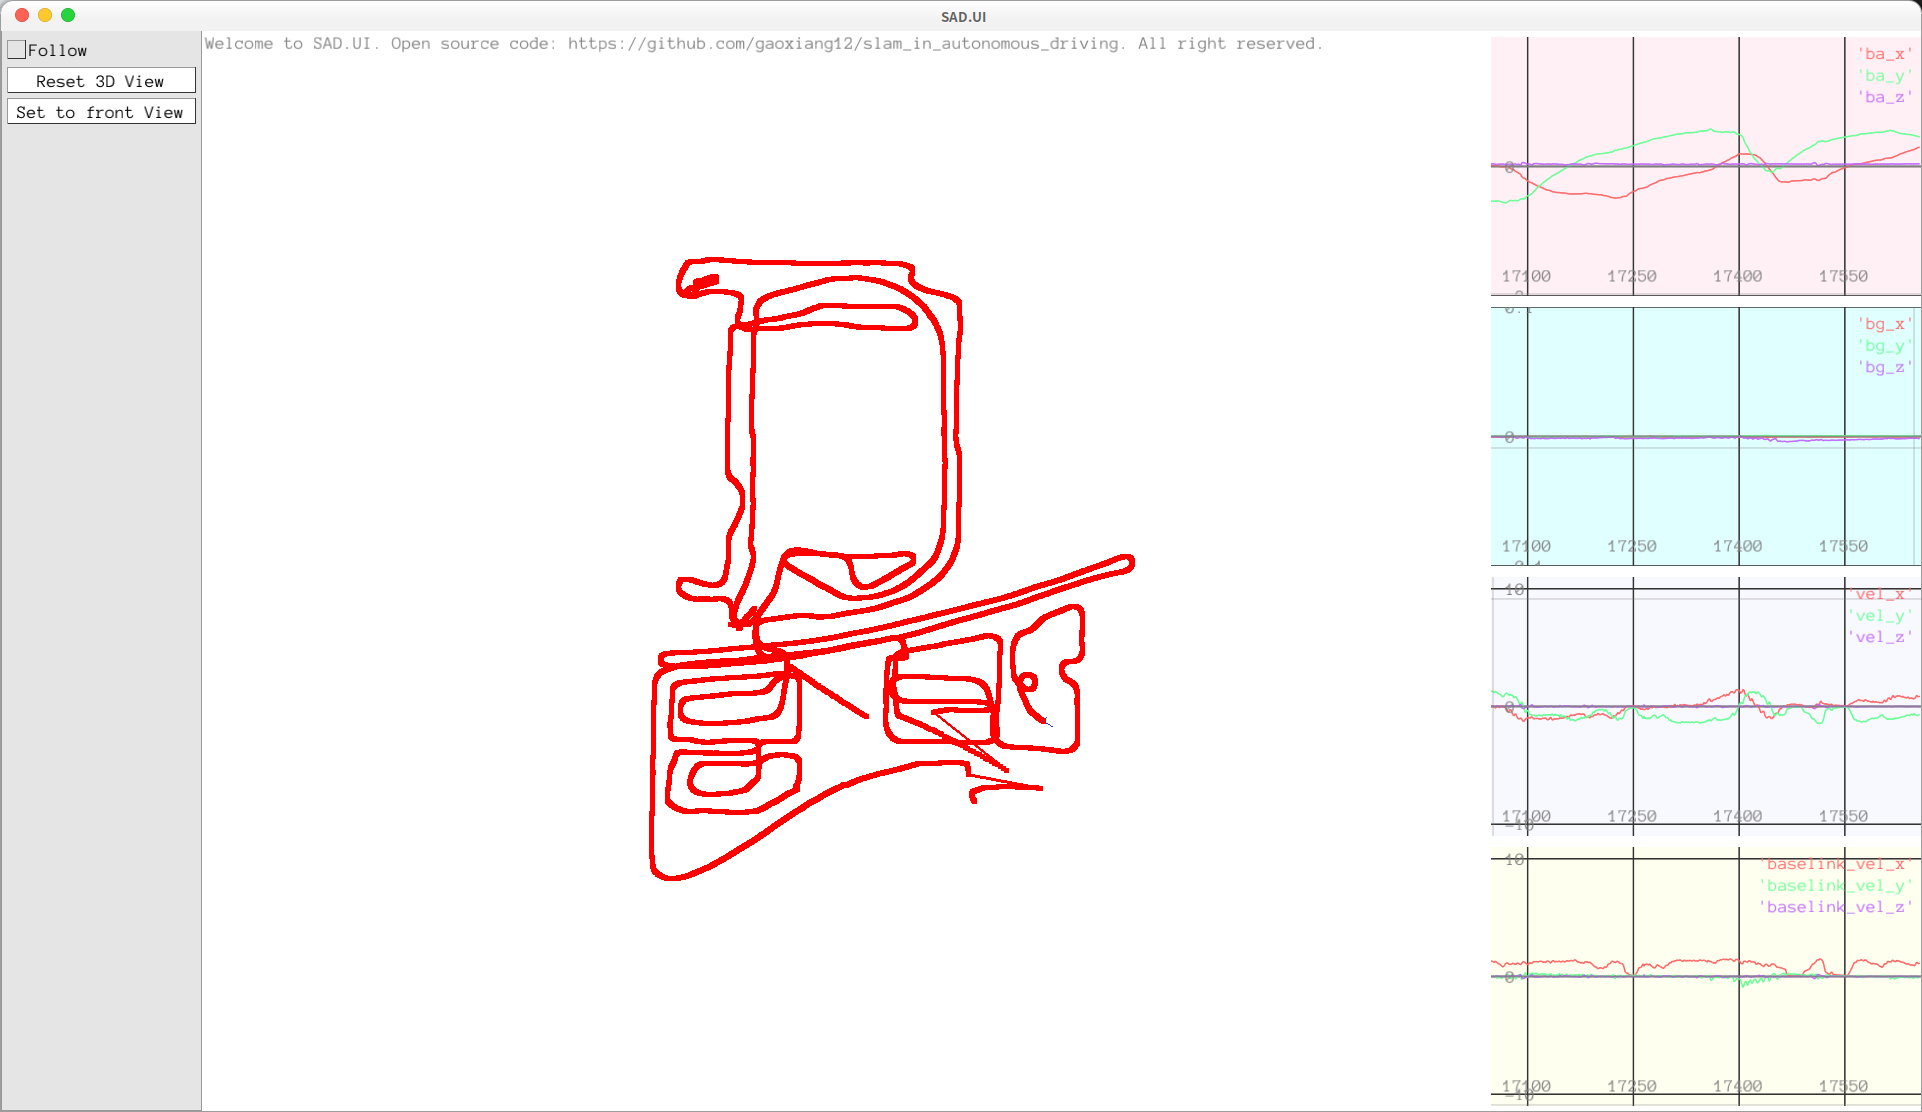 SAD.UI
Follow
Reset 3D View
Set to front View
Welcome to SAD.UI. Open source code: https://github.com/gaoxiang12/slam_in_autonomous_driving. All right reserved.
'ba_x'
'ba_y'
'ba_z'
0
17100 17250 17400 17550
'bg_x'
'bg_y'
'bg_z'
0
17100 17250 17400 17550
10
'vel_x'
'vel_y'
'vel_z'
0
17100 17250 17400 17550
-10
10
'baselink_vel_x'
'baselink_vel_y'
'baselink_vel_z'
0
17100 17250 17400 17550
-10